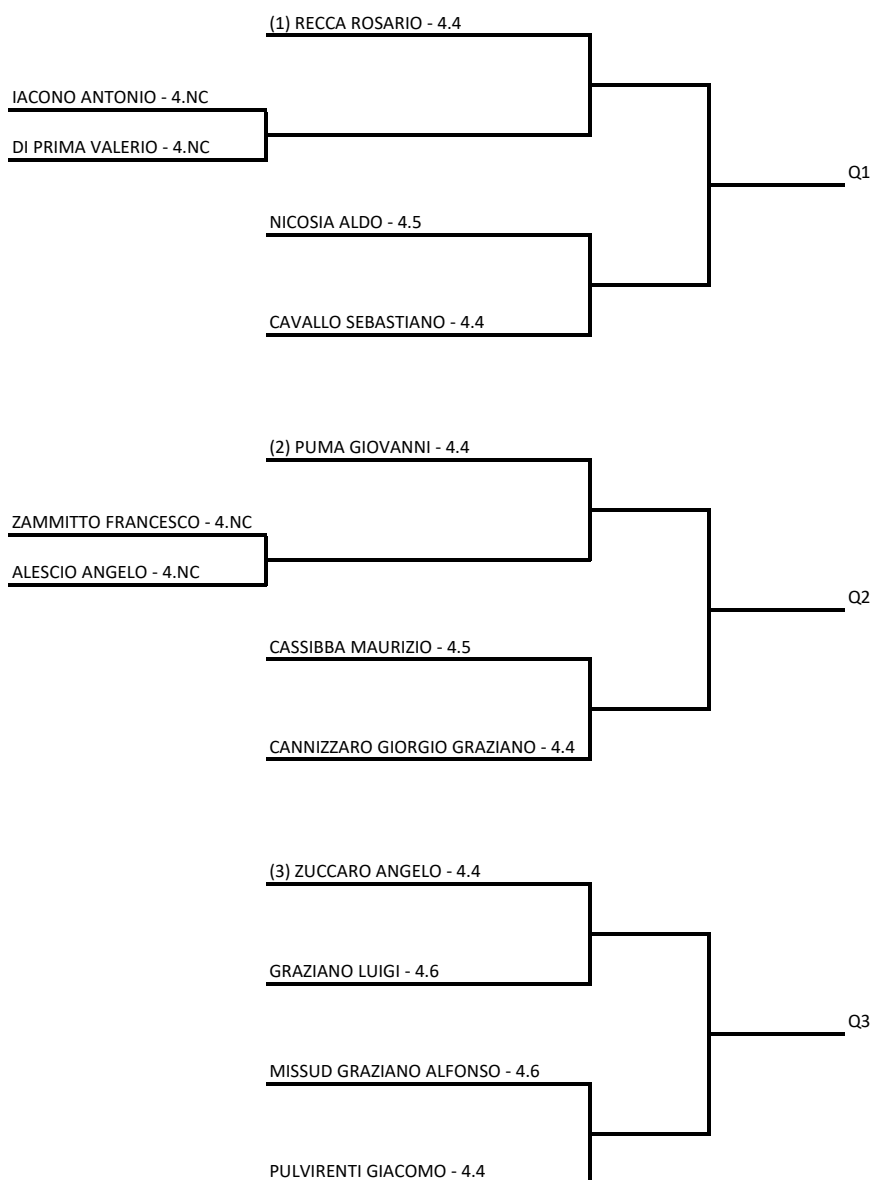 (1) RECCA ROSARIO - 4.4
IACONO ANTONIO - 4.NC
DI PRIMA VALERIO - 4.NC
Q1
NICOSIA ALDO - 4.5
CAVALLO SEBASTIANO - 4.4
(2) PUMA GIOVANNI - 4.4
ZAMMITTO FRANCESCO - 4.NC
ALESCIO ANGELO - 4.NC
Q2
CASSIBBA MAURIZIO - 4.5
CANNIZZARO GIORGIO GRAZIANO - 4.4
(3) ZUCCARO ANGELO - 4.4
GRAZIANO LUIGI - 4.6
Q3
MISSUD GRAZIANO ALFONSO - 4.6
PULVIRENTI GIACOMO - 4.4